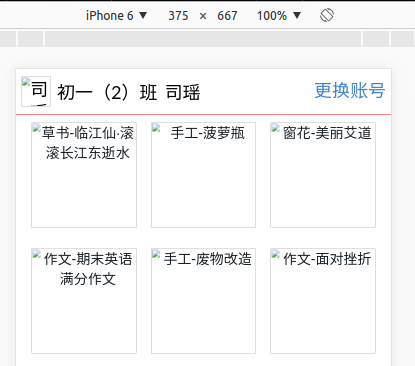 iPhone 6 ▼ 375 × 667 100% ▼
司 初一（2）班 司瑶 更换账号
草书-临江仙·滚滚长江东逝水
手工-菠萝瓶
窗花-美丽艾道
作文-期末英语满分作文
手工-废物改造
作文-面对挫折